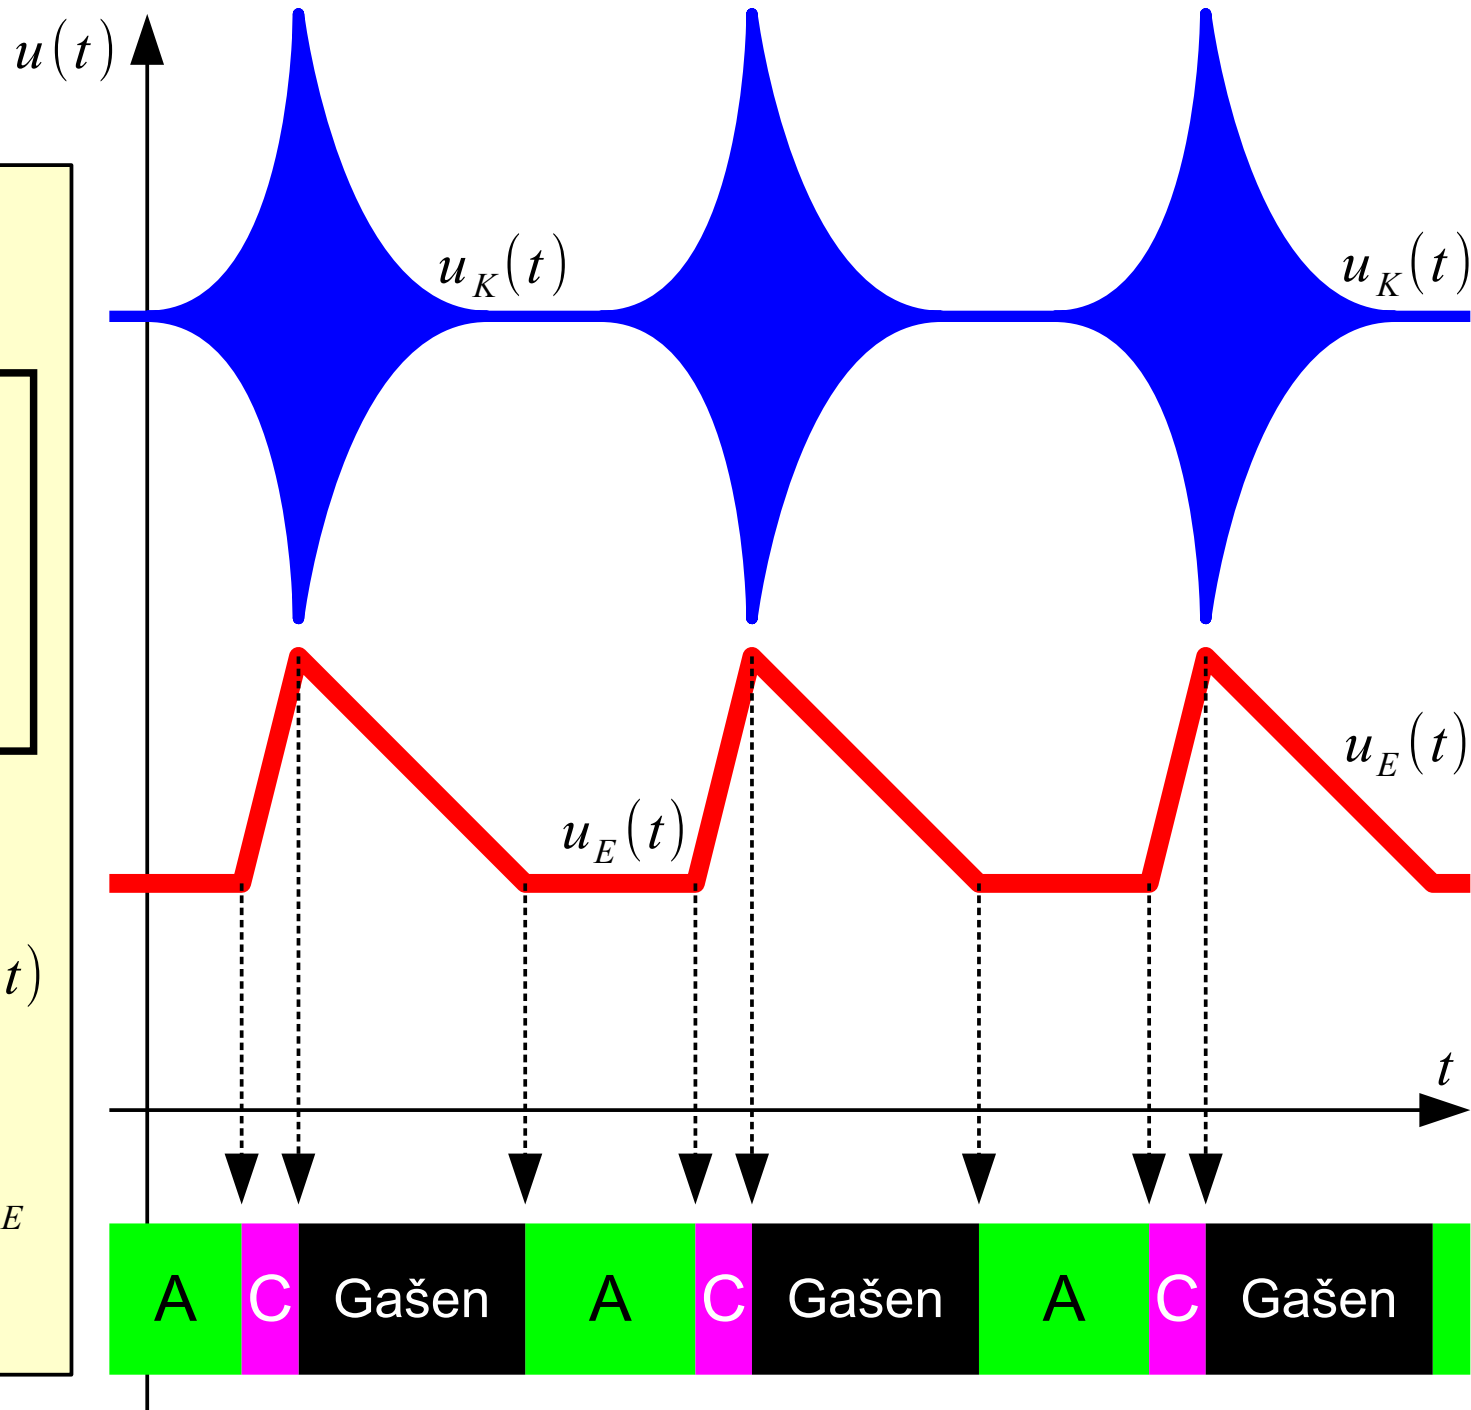 u(t)
u_K(t) u_K(t)
u_E(t)
u_E(t)
t)
t
E
A C Gašen A C Gašen A C Gašen